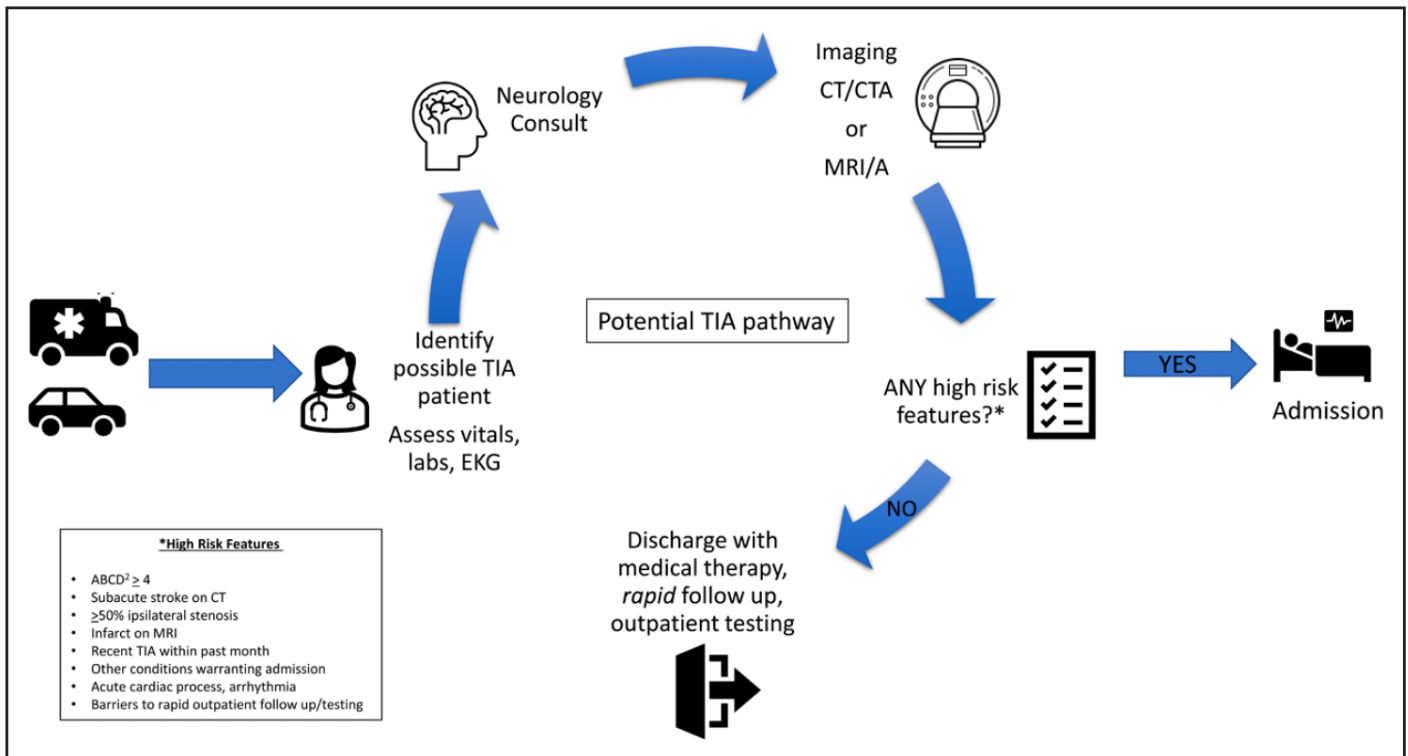 Neurology
Consult
Imaging
CT/CTA
or
MRI/A
Potential TIA pathway
Identify
possible TIA
patient
Assess vitals,
labs, EKG
ANY high risk
features?*
YES
Admission
NO
Discharge with
medical therapy,
rapid follow up,
outpatient testing
*High Risk Features
• ABCD² ≥ 4
• Subacute stroke on CT
• ≥50% ipsilateral stenosis
• Infarct on MRI
• Recent TIA within past month
• Other conditions warranting admission
• Acute cardiac process, arrhythmia
• Barriers to rapid outpatient follow up/testing